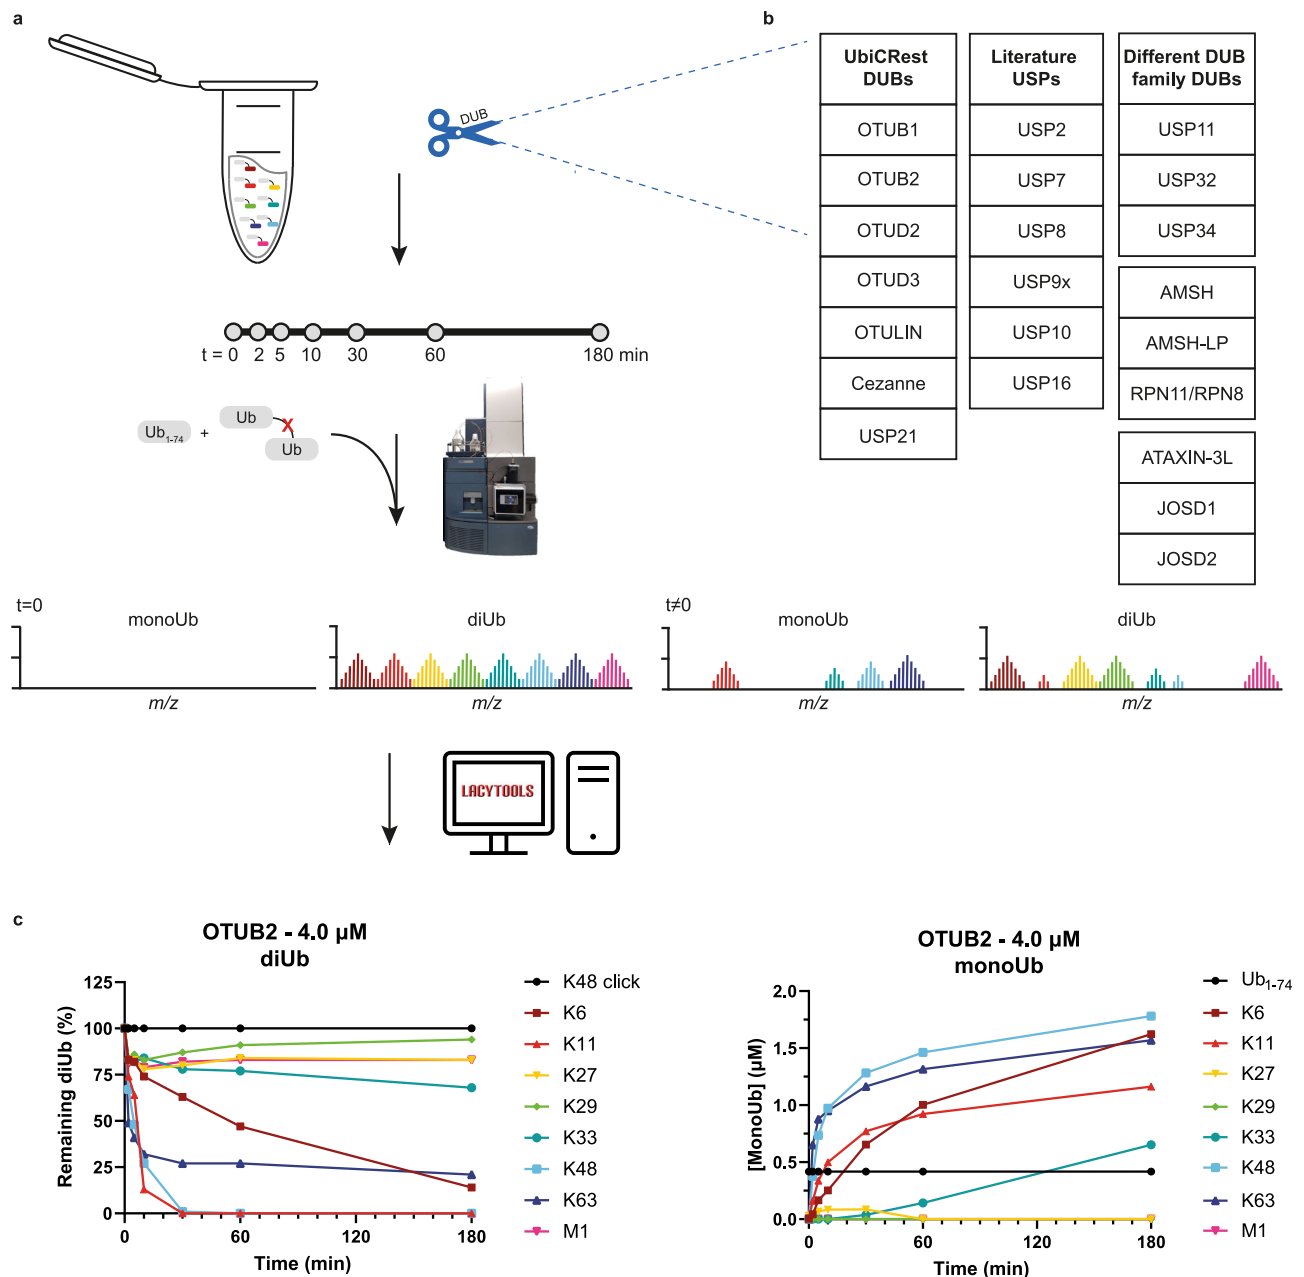 a
DUB
t = 0 2 5 10 30 60 180 min
Ub1-74 + Ub X Ub
b
UbiCRest DUBs
OTUB1
OTUB2
OTUD2
OTUD3
OTULIN
Cezanne
USP21
Literature USPs
USP2
USP7
USP8
USP9x
USP10
USP16
Different DUB family DUBs
USP11
USP32
USP34
AMSH
AMSH-LP
RPN11/RPN8
ATAXIN-3L
JOSD1
JOSD2
t=0
monoUb
m/z
diUb
m/z
t≠0
monoUb
m/z
diUb
m/z
LACYTOOLS
c
OTUB2 - 4.0 µM
diUb
Remaining diUb (%)
125
100
75
50
25
0
0 60 120 180
Time (min)
K48 click
K6
K11
K27
K29
K33
K48
K63
M1
OTUB2 - 4.0 µM
monoUb
[MonoUb] (µM)
2.0
1.5
1.0
0.5
0.0
0 60 120 180
Time (min)
Ub1-74
K6
K11
K27
K29
K33
K48
K63
M1